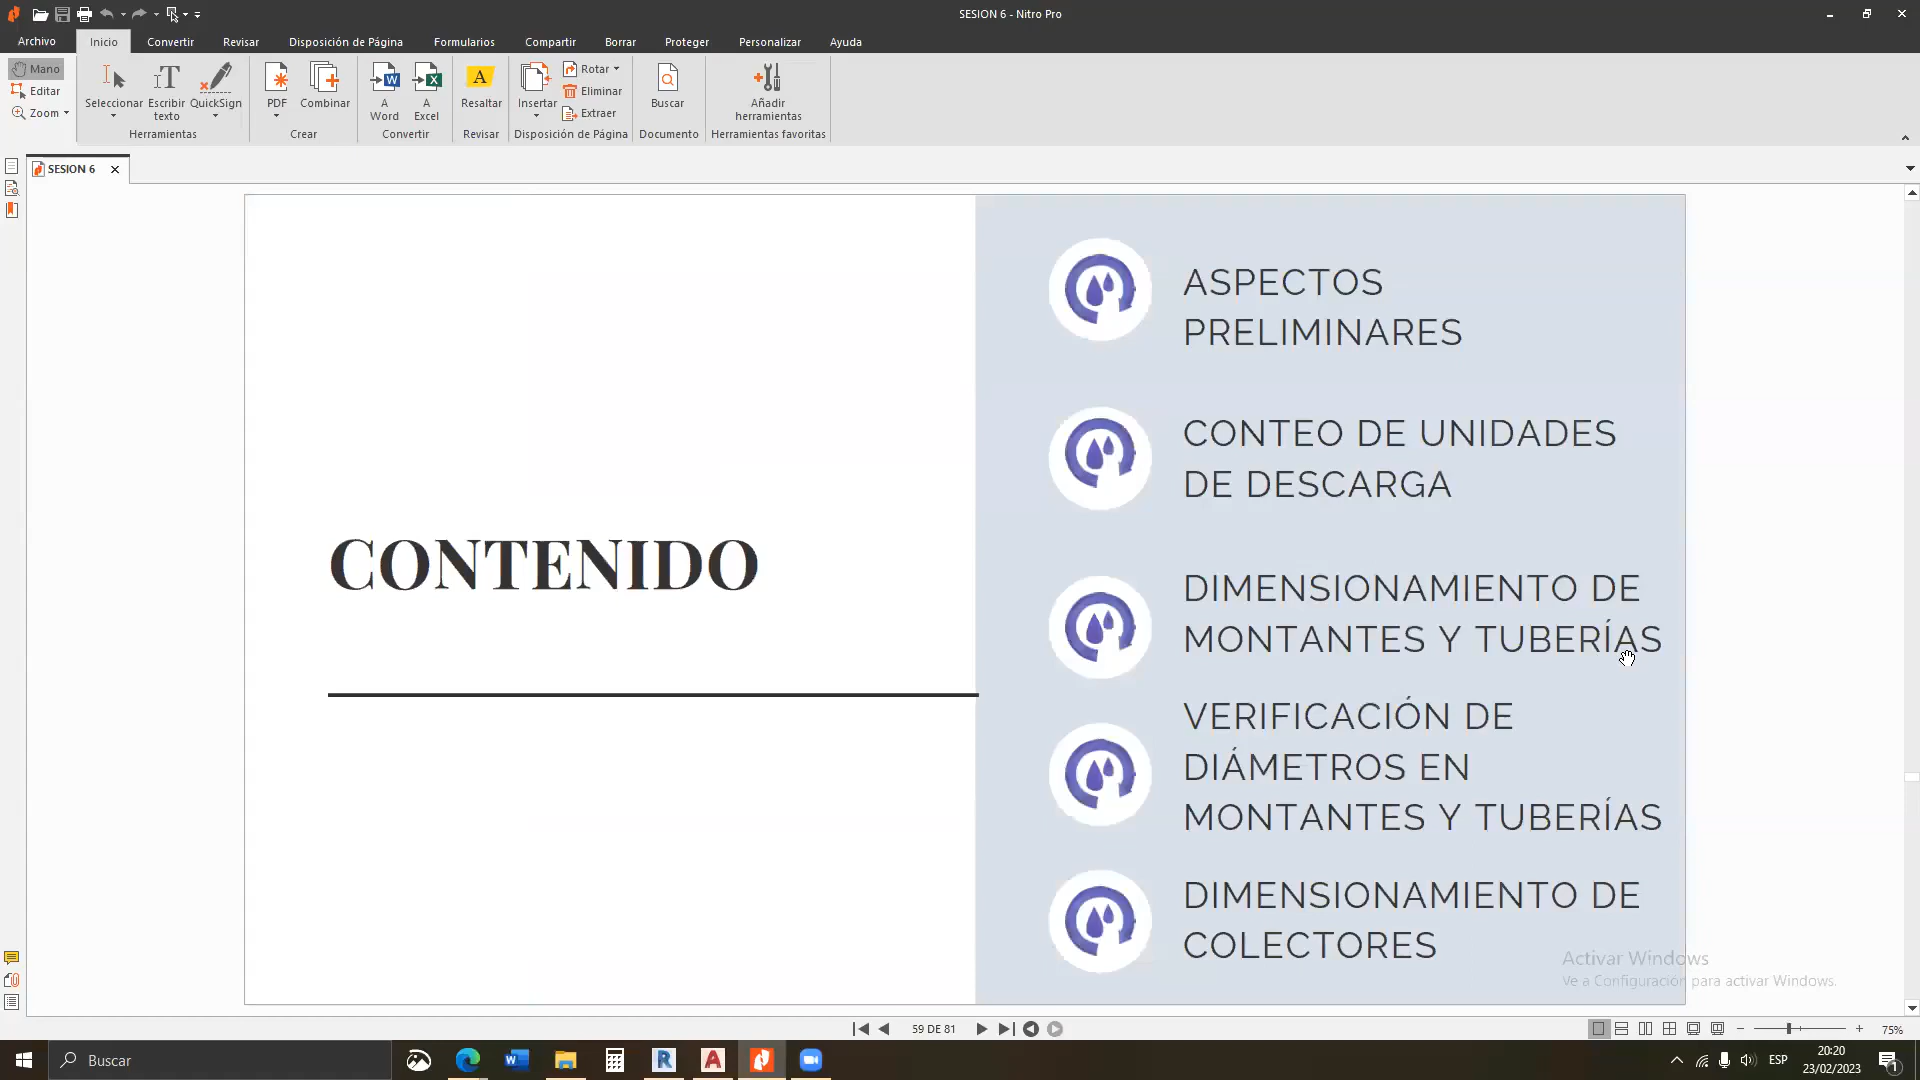 SESION 6 - Nitro Pro
Archivo
Inicio
Convertir
Revisar
Disposición de Página
Formularios
Compartir
Borrar
Proteger
Personalizar
Ayuda
Mano
Editar
Zoom
Seleccionar
Escribir
texto
QuickSign
Herramientas
PDF
Combinar
Crear
A
Word
A
Excel
Convertir
Resaltar
Revisar
Insertar
Rotar
Eliminar
Extraer
Disposición de Página
Buscar
Documento
Añadir
herramientas
Herramientas favoritas
SESION 6
CONTENIDO
ASPECTOS
PRELIMINARES
CONTEO DE UNIDADES
DE DESCARGA
DIMENSIONAMIENTO DE
MONTANTES Y TUBERÍAS
VERIFICACIÓN DE
DIÁMETROS EN
MONTANTES Y TUBERÍAS
DIMENSIONAMIENTO DE
COLECTORES
Activar Windows
Ve a Configuración para activar Windows.
59 DE 81
75%
Buscar
ESP
20:20
23/02/2023
1